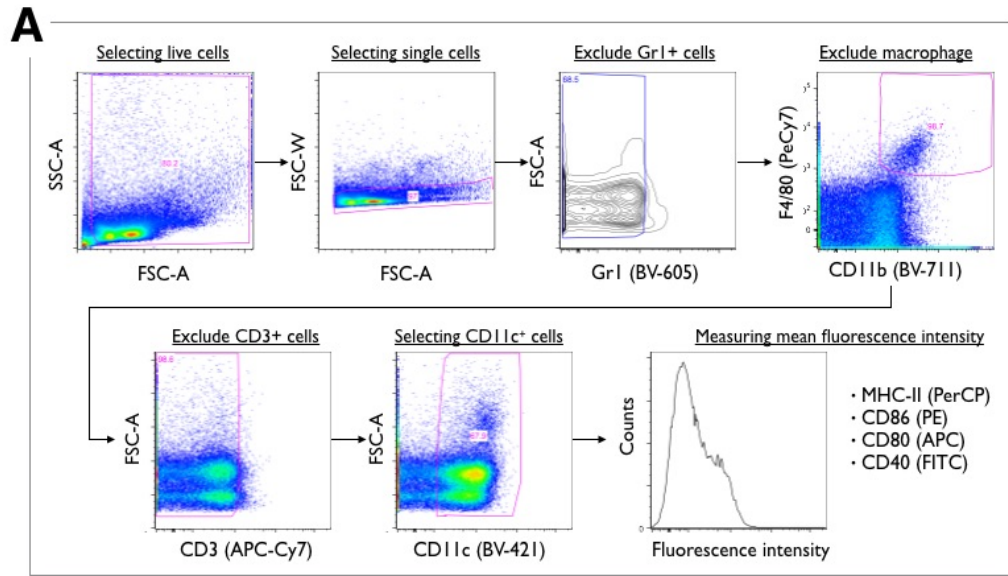 A
Selecting live cells
Selecting single cells
Exclude Gr1+ cells
Exclude macrophage
SSC-A
FSC-A
FSC-W
FSC-A
FSC-A
68.5
Gr1 (BV-605)
F4/80 (PeCy7)
CD11b (BV-711)
Exclude CD3+ cells
Selecting CD11c⁺ cells
Measuring mean fluorescence intensity
FSC-A
CD3 (APC-Cy7)
FSC-A
CD11c (BV-421)
Counts
0
Fluorescence intensity
· MHC-II (PerCP)
· CD86 (PE)
· CD80 (APC)
· CD40 (FITC)